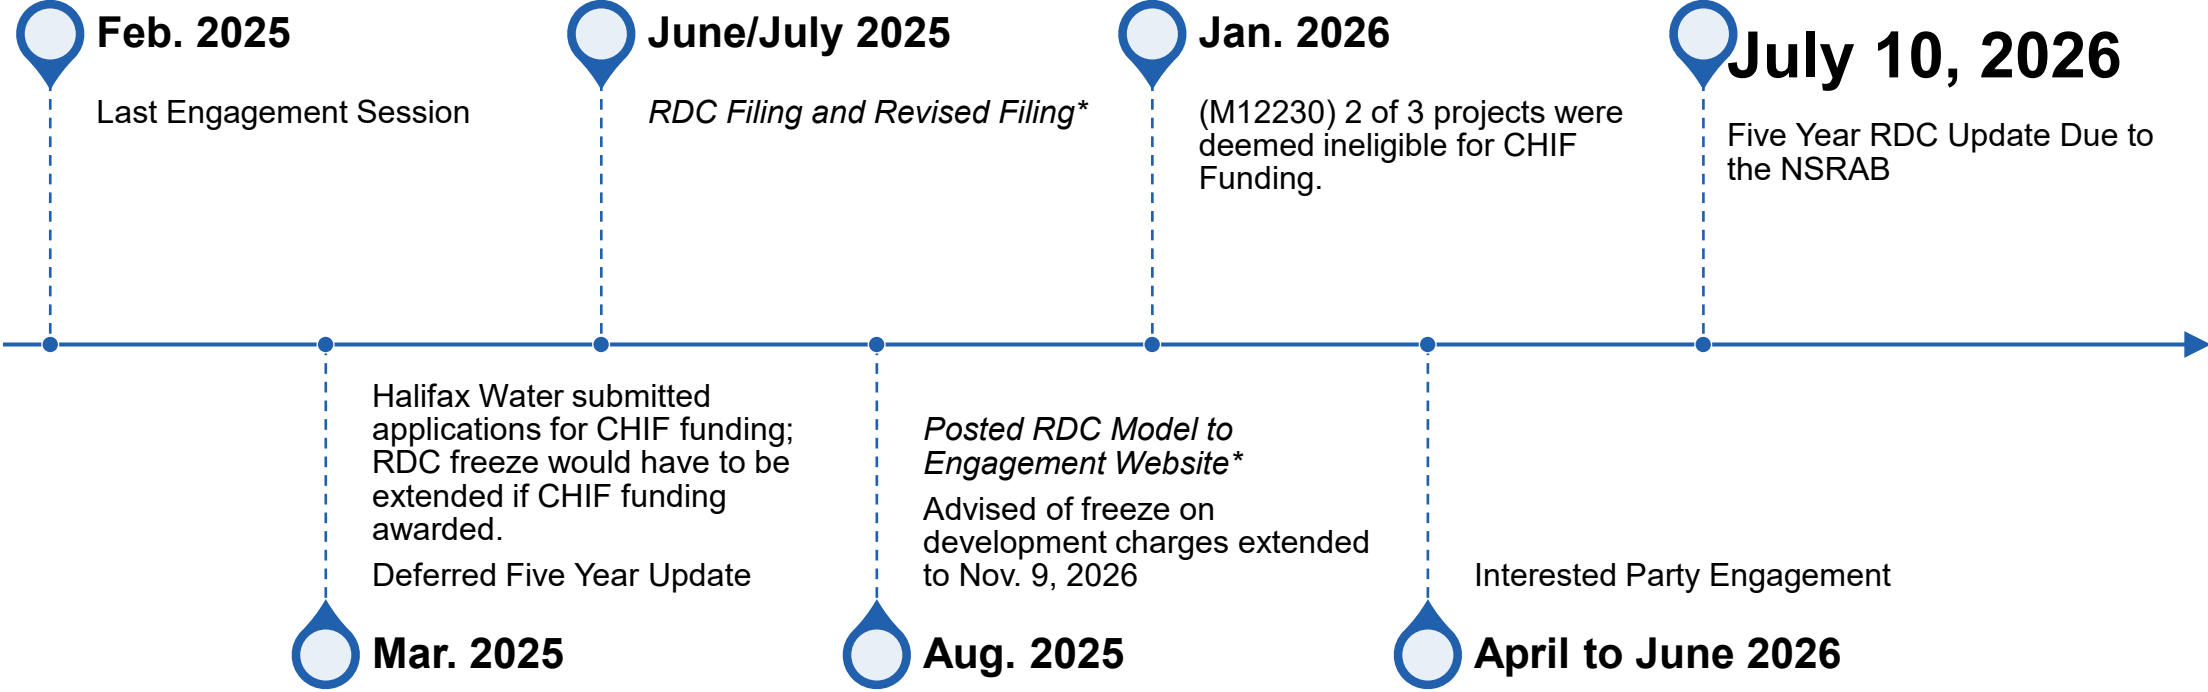 Feb. 2025
Last Engagement Session
June/July 2025
RDC Filing and Revised Filing*
Jan. 2026
(M12230) 2 of 3 projects were
deemed ineligible for CHIF
Funding.
July 10, 2026
Five Year RDC Update Due to
the NSRAB
Halifax Water submitted
applications for CHIF funding;
RDC freeze would have to be
extended if CHIF funding
awarded.
Deferred Five Year Update
Mar. 2025
Posted RDC Model to
Engagement Website*
Advised of freeze on
development charges extended
to Nov. 9, 2026
Aug. 2025
Interested Party Engagement
April to June 2026